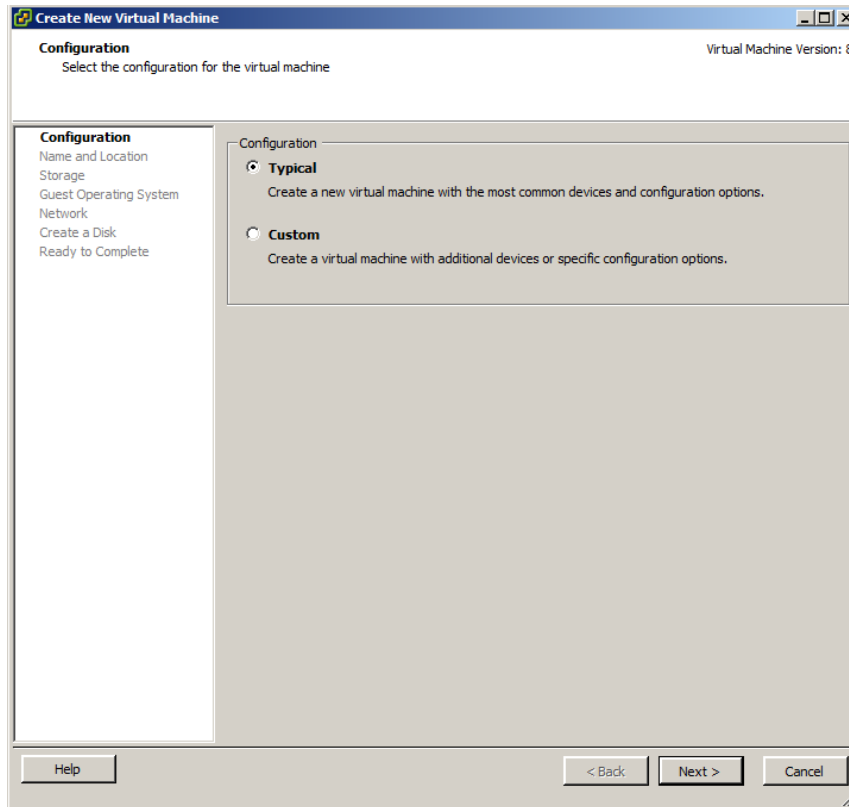 Create New Virtual Machine
Configuration
Select the configuration for the virtual machine
Virtual Machine Version: 8
Configuration
Name and Location
Storage
Guest Operating System
Network
Create a Disk
Ready to Complete
Configuration
Typical
Create a new virtual machine with the most common devices and configuration options.
Custom
Create a virtual machine with additional devices or specific configuration options.
Help
< Back
Next >
Cancel